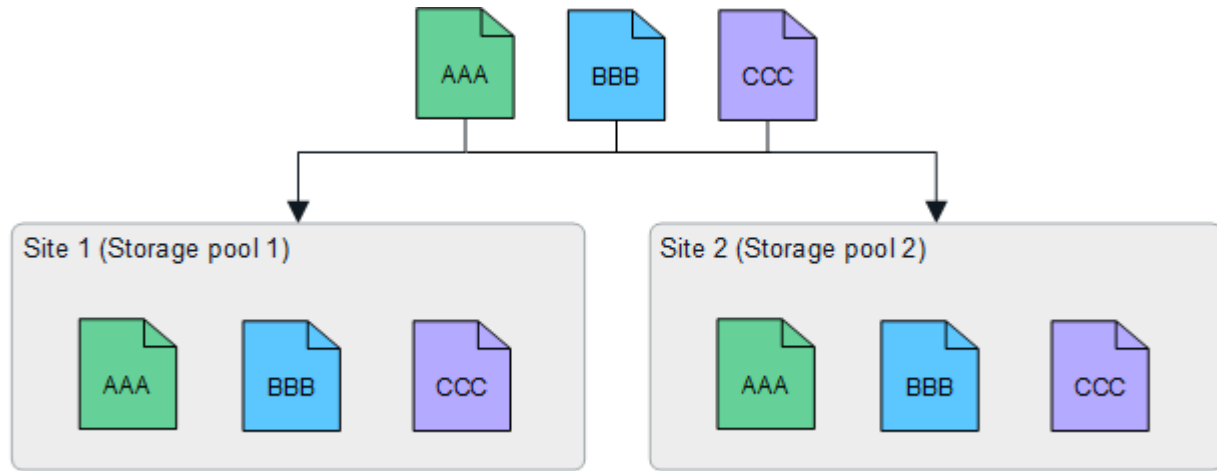 AAA
BBB
CCC
Site 1 (Storage pool 1)
Site 2 (Storage pool 2)
AAA
BBB
CCC
AAA
BBB
CCC